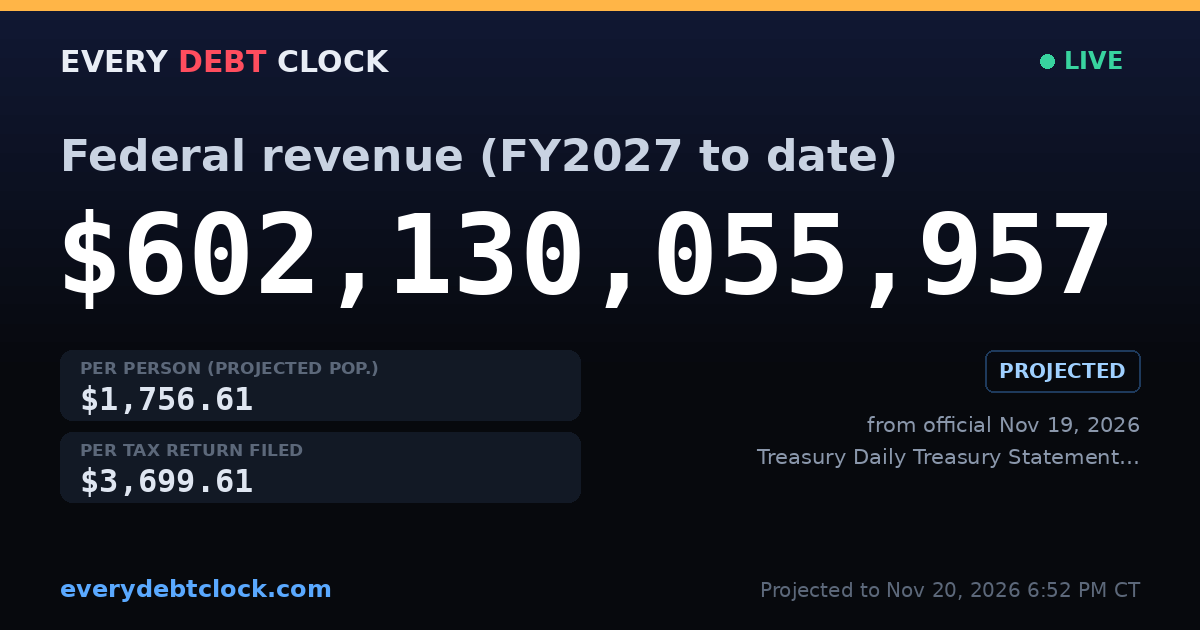 EVERY DEBT CLOCK
LIVE
Federal revenue (FY2027 to date)
$602,130,055,957
PER PERSON (PROJECTED POP.)
$1,756.61
PER TAX RETURN FILED
$3,699.61
PROJECTED
from official Nov 19, 2026
Treasury Daily Treasury Statement...
everydebtclock.com
Projected to Nov 20, 2026 6:52 PM CT